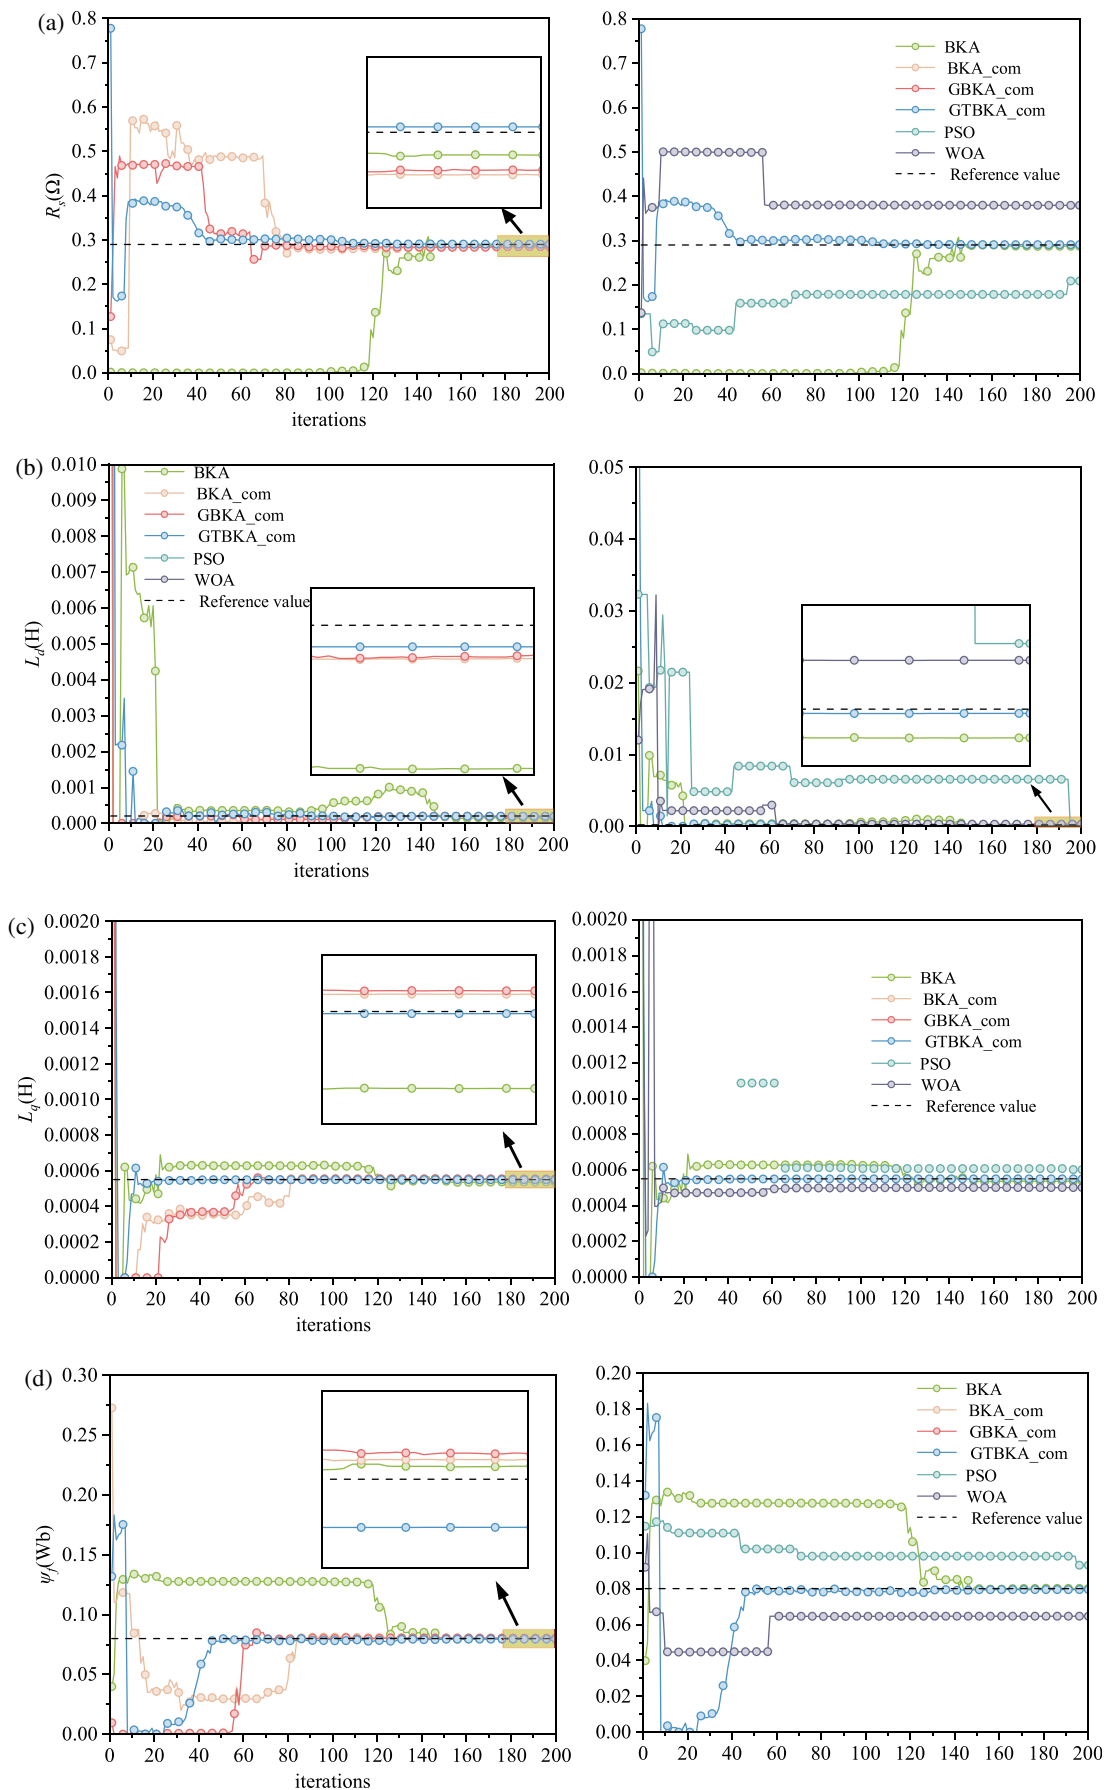 (a)
0.8
0.7
0.6
0.5
0.4
0.3
0.2
0.1
0.0
Rs(Ω)
0 20 40 60 80 100 120 140 160 180 200
iterations
0.8
0.7
0.6
0.5
0.4
0.3
0.2
0.1
0.0
BKA
BKA_com
GBKA_com
GTBKA_com
PSO
WOA
Reference value
0 20 40 60 80 100 120 140 160 180 200
(b)
0.010
0.009
0.008
0.007
0.006
0.005
0.004
0.003
0.002
0.001
0.000
Ld(H)
BKA
BKA_com
GBKA_com
GTBKA_com
PSO
WOA
Reference value
0 20 40 60 80 100 120 140 160 180 200
iterations
0.05
0.04
0.03
0.02
0.01
0.00
0 20 40 60 80 100 120 140 160 180 200
(c)
0.0020
0.0018
0.0016
0.0014
0.0012
0.0010
0.0008
0.0006
0.0004
0.0002
0.0000
Lq(H)
0 20 40 60 80 100 120 140 160 180 200
iterations
0.0020
0.0018
0.0016
0.0014
0.0012
0.0010
0.0008
0.0006
0.0004
0.0002
0.0000
BKA
BKA_com
GBKA_com
GTBKA_com
PSO
WOA
Reference value
0 20 40 60 80 100 120 140 160 180 200
(d)
0.30
0.25
0.20
0.15
0.10
0.05
0.00
ψf(Wb)
0 20 40 60 80 100 120 140 160 180 200
iterations
0.20
0.18
0.16
0.14
0.12
0.10
0.08
0.06
0.04
0.02
0.00
BKA
BKA_com
GBKA_com
GTBKA_com
PSO
WOA
Reference value
0 20 40 60 80 100 120 140 160 180 200